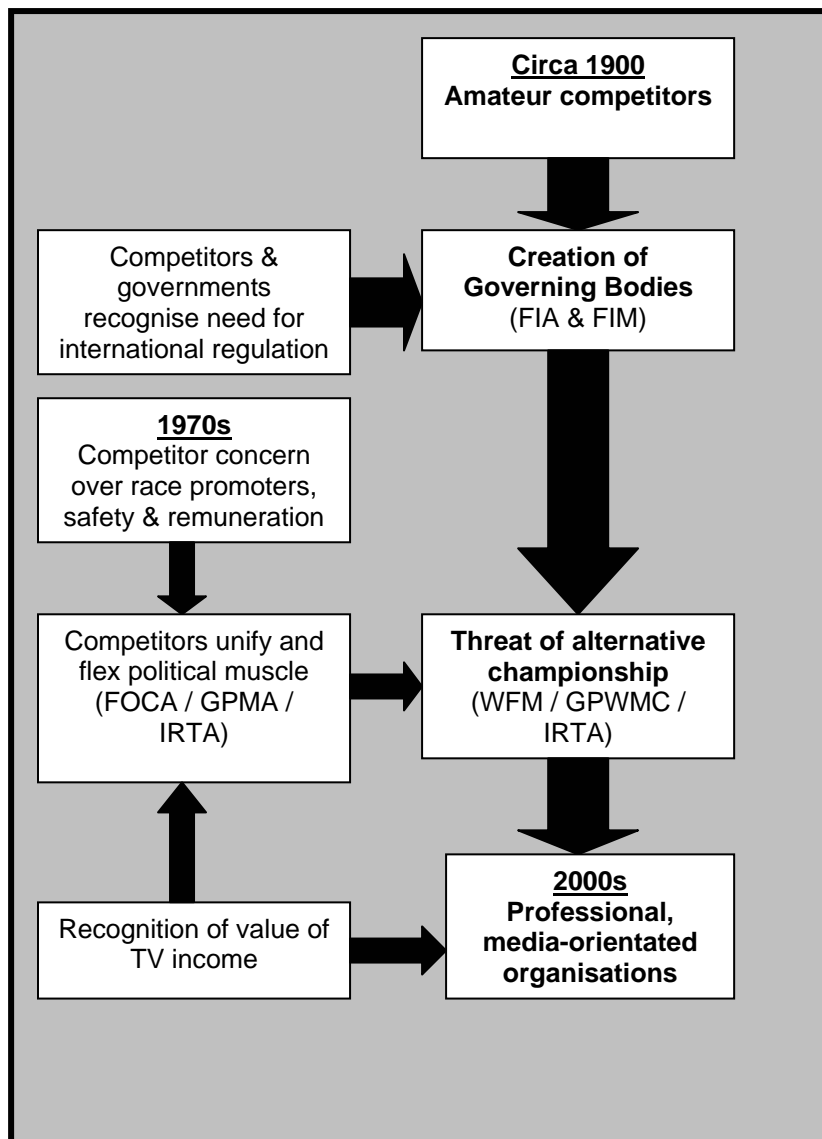 Circa 1900
Amateur competitors
Competitors &
governments
recognise need for
international regulation
Creation of
Governing Bodies
(FIA & FIM)
1970s
Competitor concern
over race promoters,
safety & remuneration
Competitors unify and
flex political muscle
(FOCA / GPMA /
IRTA)
Threat of alternative
championship
(WFM / GPWMC /
IRTA)
Recognition of value of
TV income
2000s
Professional,
media-orientated
organisations